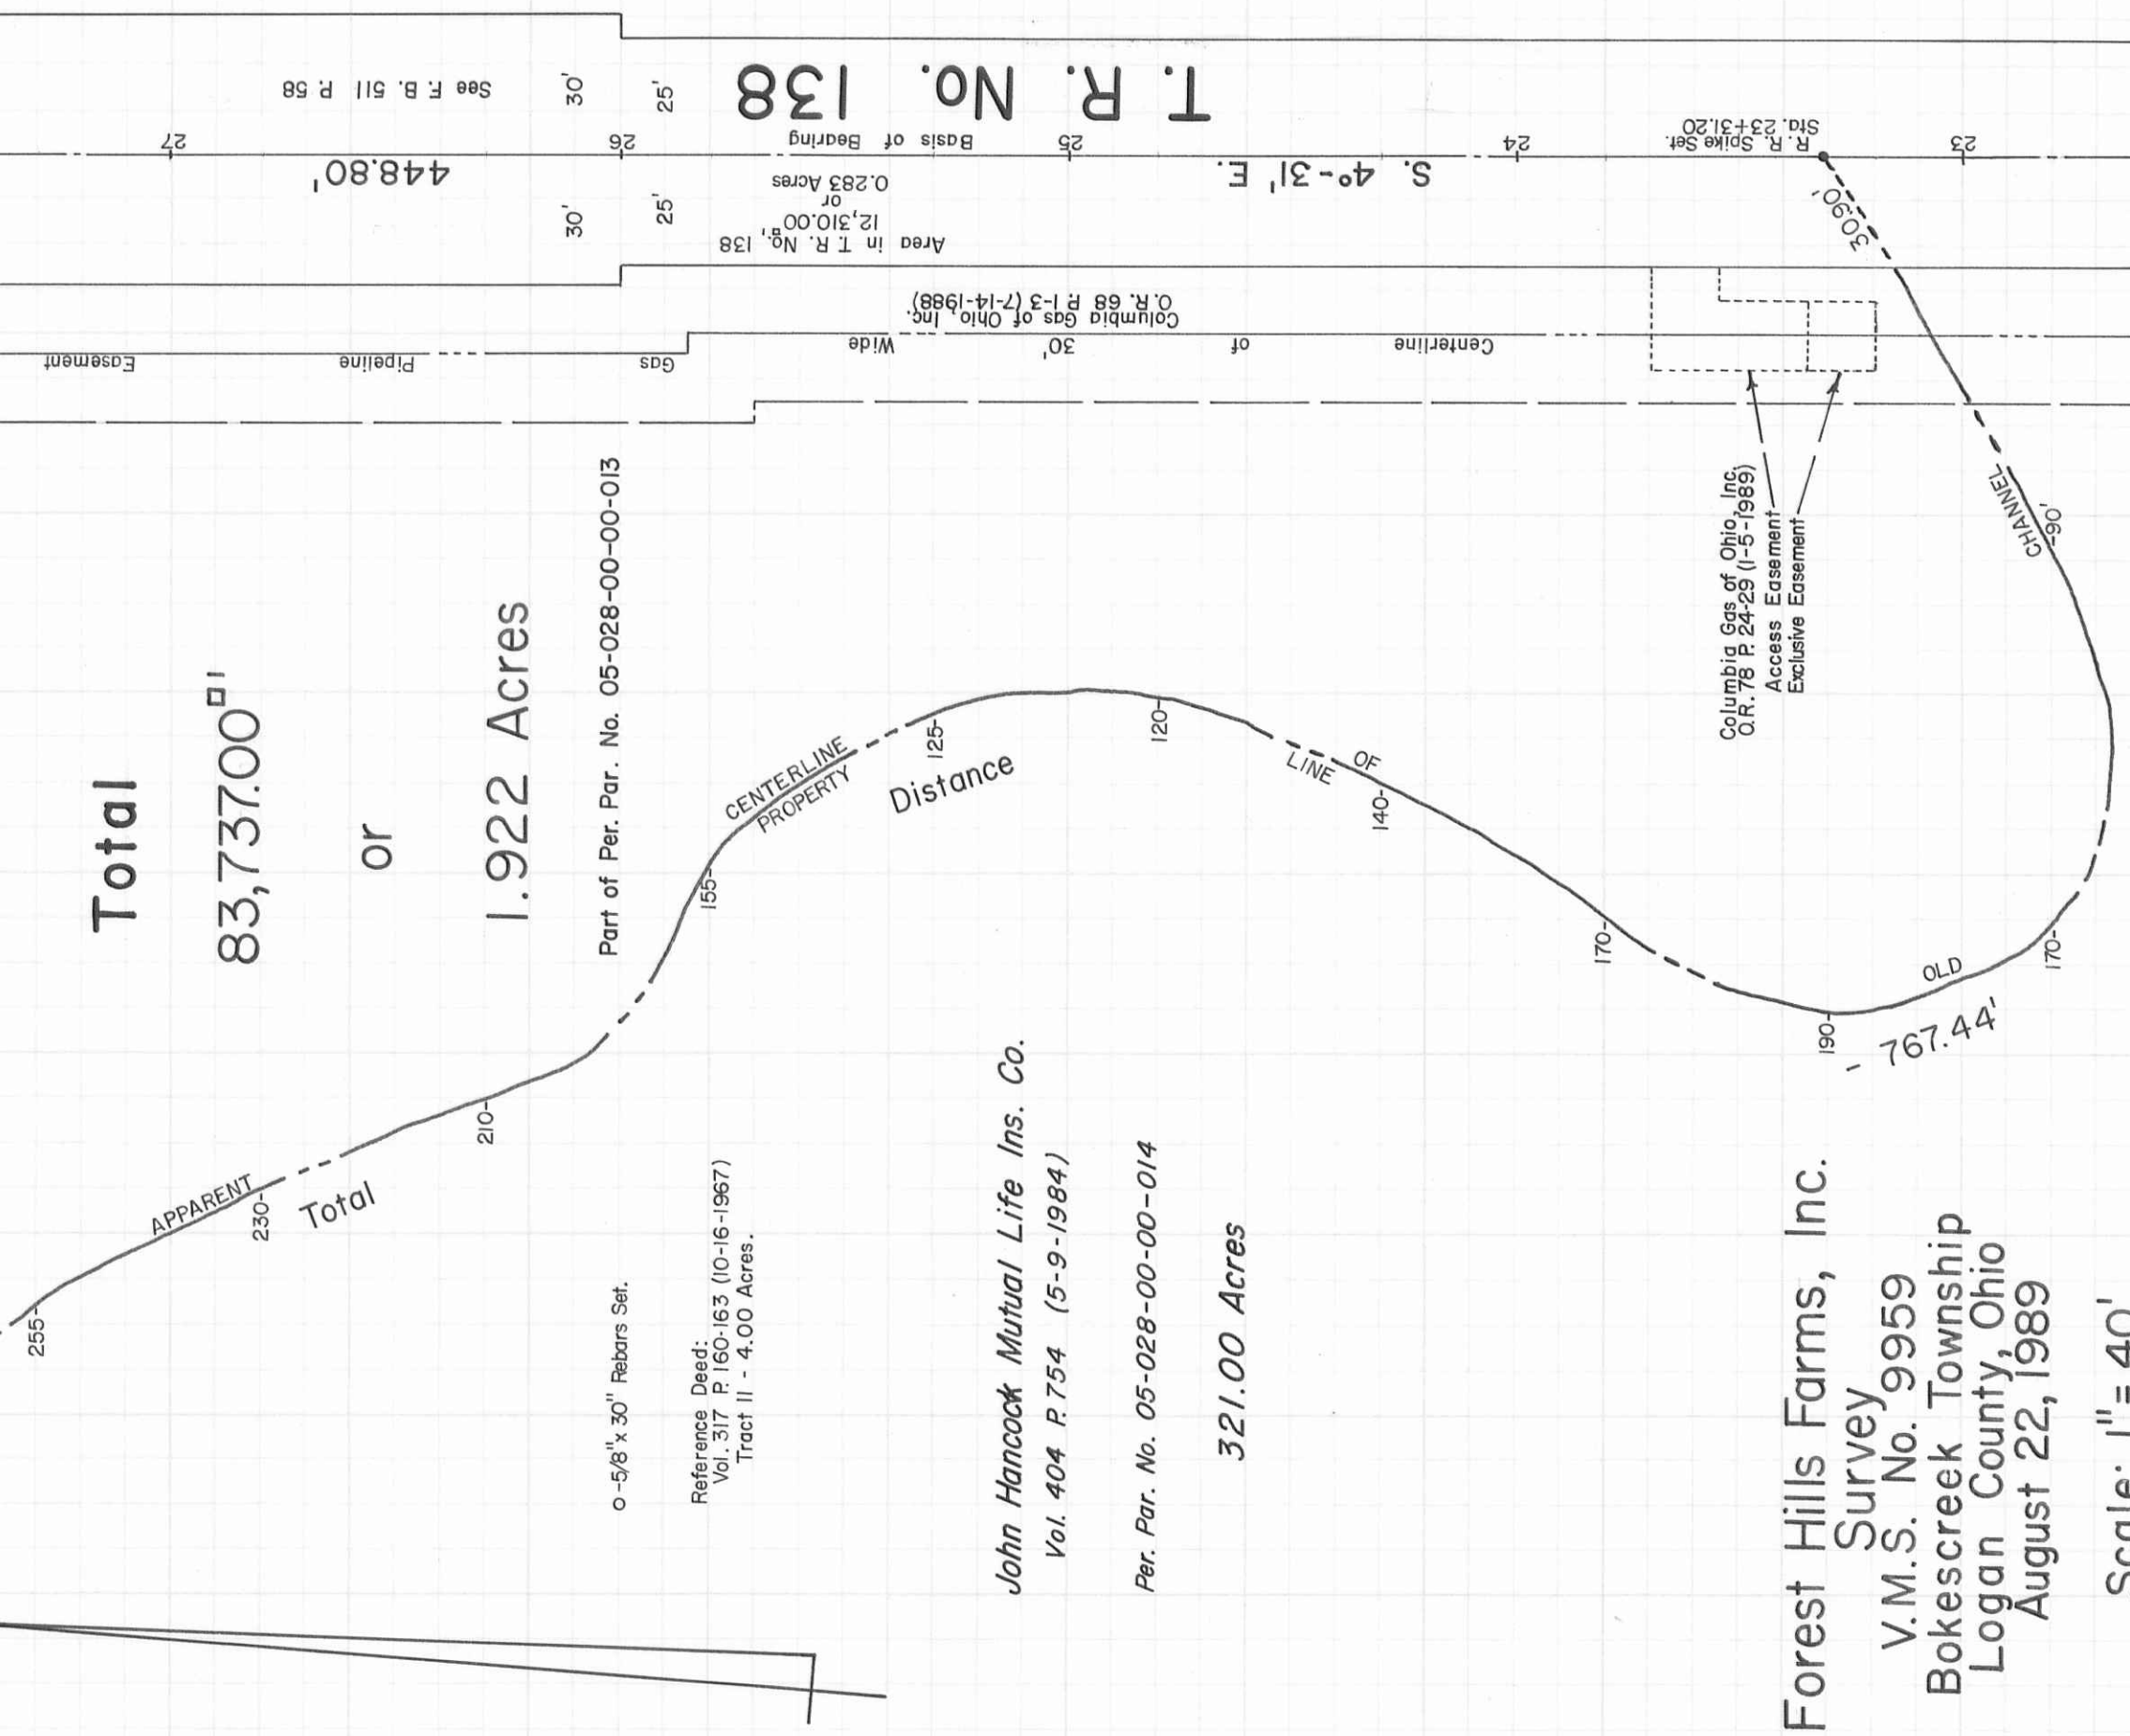 See F. B. 511 P. 58
30'
25'
T. R. No. 138
27
26
25
24
23
Basis of Bearing
R. R. Spike Set.
Sta. 23+31.20
448.80'
S. 4°-31' E.
30'
25'
30.90'
Area in T. R. No. 138
12,310.00□'
or
0.283 Acres
Columbia Gas of Ohio, Inc.
O.R. 68 P. 1-3 (7-14-1988)
Centerline of 30' Wide Gas Pipeline Easement
Total
83,737.00□'
or
1.922 Acres
Part of Per. Par. No. 05-028-00-00-013
Columbia Gas of Ohio, Inc.
O.R. 78 P. 24-29 (1-5-1989)
Access Easement
Exclusive Easement
APPARENT CENTERLINE OF OLD CHANNEL
PROPERTY LINE
Total Distance - 767.44'
255-
230-
210-
155-
125-
120-
140-
170-
190-
170-
-90'
o-5/8"x 30" Rebars Set.
Reference Deed:
Vol. 317 P. 160-163 (10-16-1967)
Tract II - 4.00 Acres.
John Hancock Mutual Life Ins. Co.
Vol. 404 P. 754 (5-9-1984)
Per. Par. No. 05-028-00-00-014
321.00 Acres
Forest Hills Farms, Inc.
Survey
V.M.S. No. 9959
Bokescreek Township
Logan County, Ohio
August 22, 1989
Scale: 1"= 40'